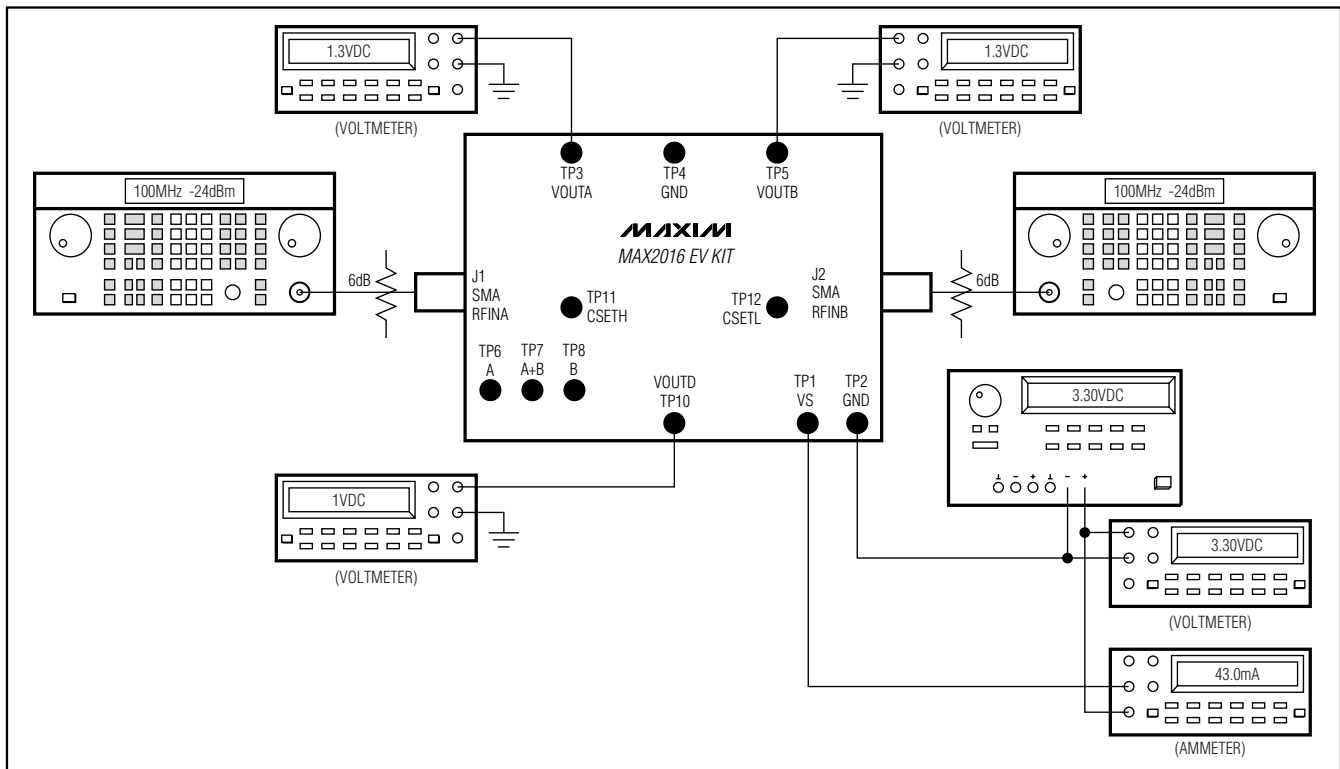 1.3VDC
(VOLTMETER)
1.3VDC
(VOLTMETER)
100MHz -24dBm
6dB
TP3
VOUTA
TP4
GND
TP5
VOUTB
MAXIM
MAX2016 EV KIT
J1
SMA
RFINA
TP11
CSETH
TP12
CSETL
J2
SMA
RFINB
6dB
100MHz -24dBm
TP6
A
TP7
A+B
TP8
B
VOUTD
TP10
TP1
VS
TP2
GND
3.30VDC
⊥ - + ⊥ - +
1VDC
(VOLTMETER)
3.30VDC
(VOLTMETER)
43.0mA
(AMMETER)